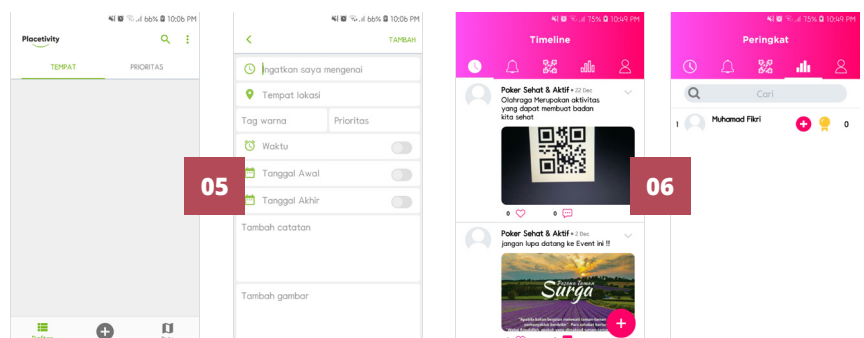 66% 10:06 PM
Placetivity
TEMPAT PRIORITAS
05
66% 10:06 PM
TAMBAH
Ingatkan saya mengenai
Tempat lokasi
Tag warna Prioritas
Waktu
Tanggal Awal
Tanggal Akhir
Tambah catatan
Tambah gambar
75% 10:49 PM
Timeline
Poker Sehat & Aktif • 22 Dec
Olahraga Merupakan aktivitas
yang dapat membuat badan
kita sehat
0 0
Poker Sehat & Aktif • 2 Dec
jangan lupa datang ke Event ini !!
Pesona Taman
Surga
06
75% 10:49 PM
Peringkat
Cari
1 Muhamad Fikri 0